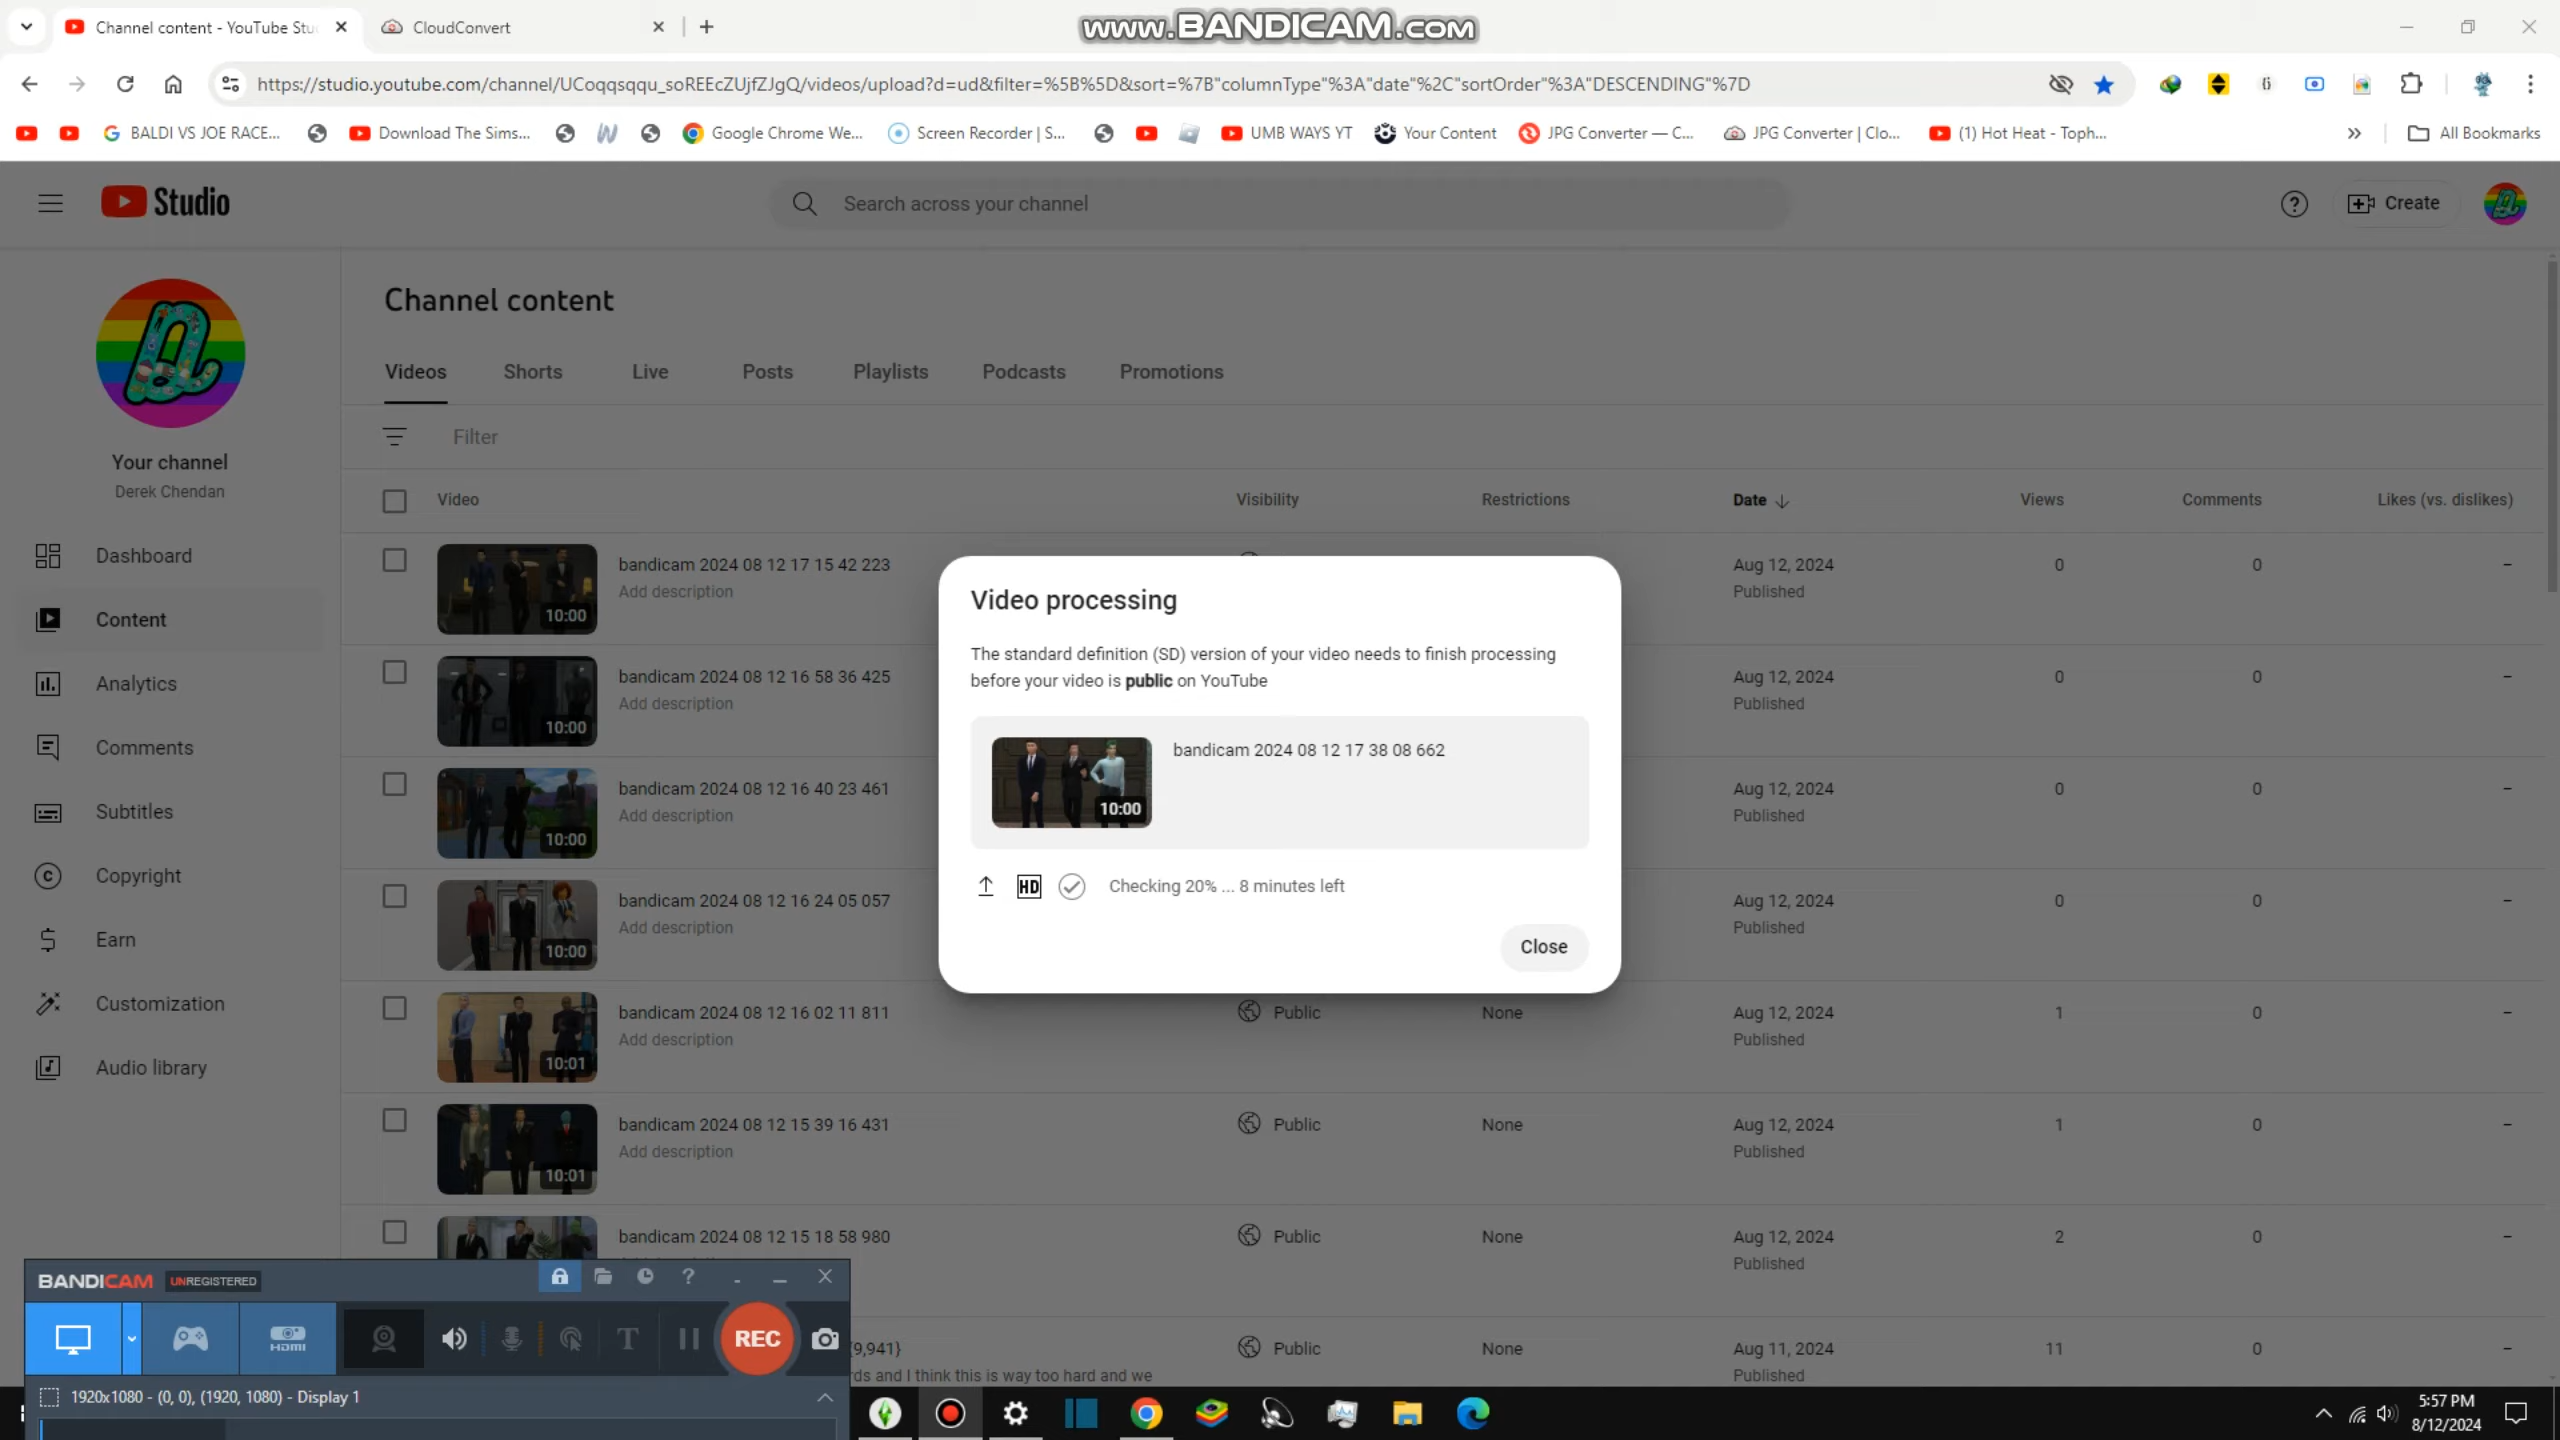 Channel content - YouTube Stu
CloudConvert
www.BANDICAM.com
https://studio.youtube.com/channel/UCoqqsqqu_soREEcZUjfZJgQ/videos/upload?d=ud&filter=%5B%5D&sort=%7B"columnType"%3A"date"%2C"sortOrder"%3A"DESCENDING"%7D
BALDI VS JOE RACE...
Download The Sims...
Google Chrome We...
Screen Recorder | S...
UMB WAYS YT
Your Content
JPG Converter — C...
JPG Converter | Clo...
(1) Hot Heat - Toph...
All Bookmarks
Studio
Search across your channel
Create
Your channel
Derek Chendan
Dashboard
Content
Analytics
Comments
Subtitles
Copyright
Earn
Customization
Audio library
Channel content
Videos Shorts Live Posts Playlists Podcasts Promotions
Filter
Video Visibility Restrictions Date Views Comments Likes (vs. dislikes)
bandicam 2024 08 12 17 15 42 223 Aug 12, 2024 0 0 –
Add description Published
10:00
bandicam 2024 08 12 16 58 36 425 Aug 12, 2024 0 0 –
Add description Published
10:00
bandicam 2024 08 12 16 40 23 461 Aug 12, 2024 0 0 –
Add description Published
10:00
bandicam 2024 08 12 16 24 05 057 Aug 12, 2024 0 0 –
Add description Published
10:00
bandicam 2024 08 12 16 02 11 811 Public None Aug 12, 2024 1 0 –
Add description Published
10:01
bandicam 2024 08 12 15 39 16 431 Public None Aug 12, 2024 1 0 –
Add description Published
10:01
bandicam 2024 08 12 15 18 58 980 Public None Aug 12, 2024 2 0 –
Published
{9,941} Public None Aug 11, 2024 11 0 –
rds and I think this is way too hard and we Published
Video processing
The standard definition (SD) version of your video needs to finish processing
before your video is public on YouTube
bandicam 2024 08 12 17 38 08 662
10:00
HD
Checking 20% ... 8 minutes left
Close
BANDICAM UNREGISTERED
HDMI
T
REC
1920x1080 - (0, 0), (1920, 1080) - Display 1
5:57 PM
8/12/2024